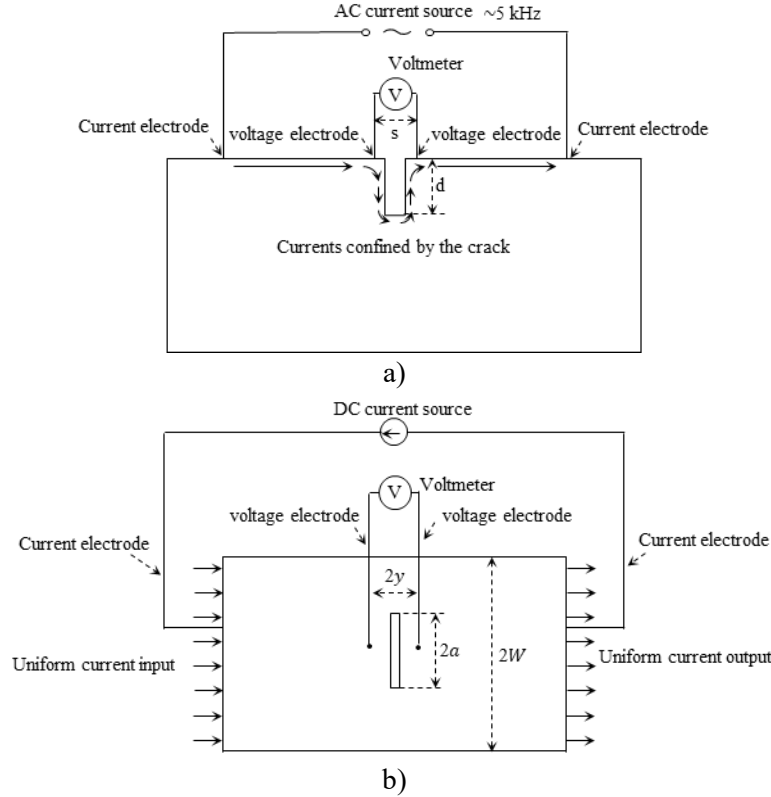 AC current source ~5 kHz
Voltmeter
V
Current electrode
voltage electrode
s
voltage electrode
Current electrode
d
Currents confined by the crack
a)
DC current source
V
Voltmeter
voltage electrode
voltage electrode
Current electrode
Current electrode
2y
2a
2W
Uniform current input
Uniform current output
b)